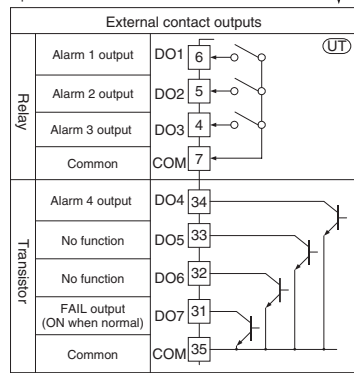 External contact outputs
UT
Relay
Alarm 1 output DO1 6
Alarm 2 output DO2 5
Alarm 3 output DO3 4
Common COM 7
Transistor
Alarm 4 output DO4 34
No function DO5 33
No function DO6 32
FAIL output
(ON when normal) DO7 31
Common COM 35